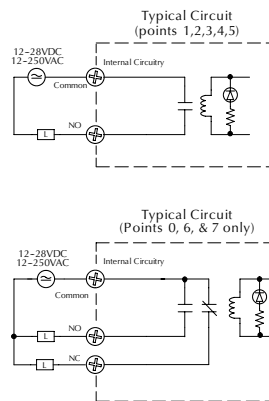 Typical Circuit
(points 1,2,3,4,5)
12–28VDC
12–250VAC
Internal Circuitry
Common
NO
L
Typical Circuit
(Points 0, 6, & 7 only)
12–28VDC
12–250VAC
Internal Circuitry
Common
NO
L
NC
L